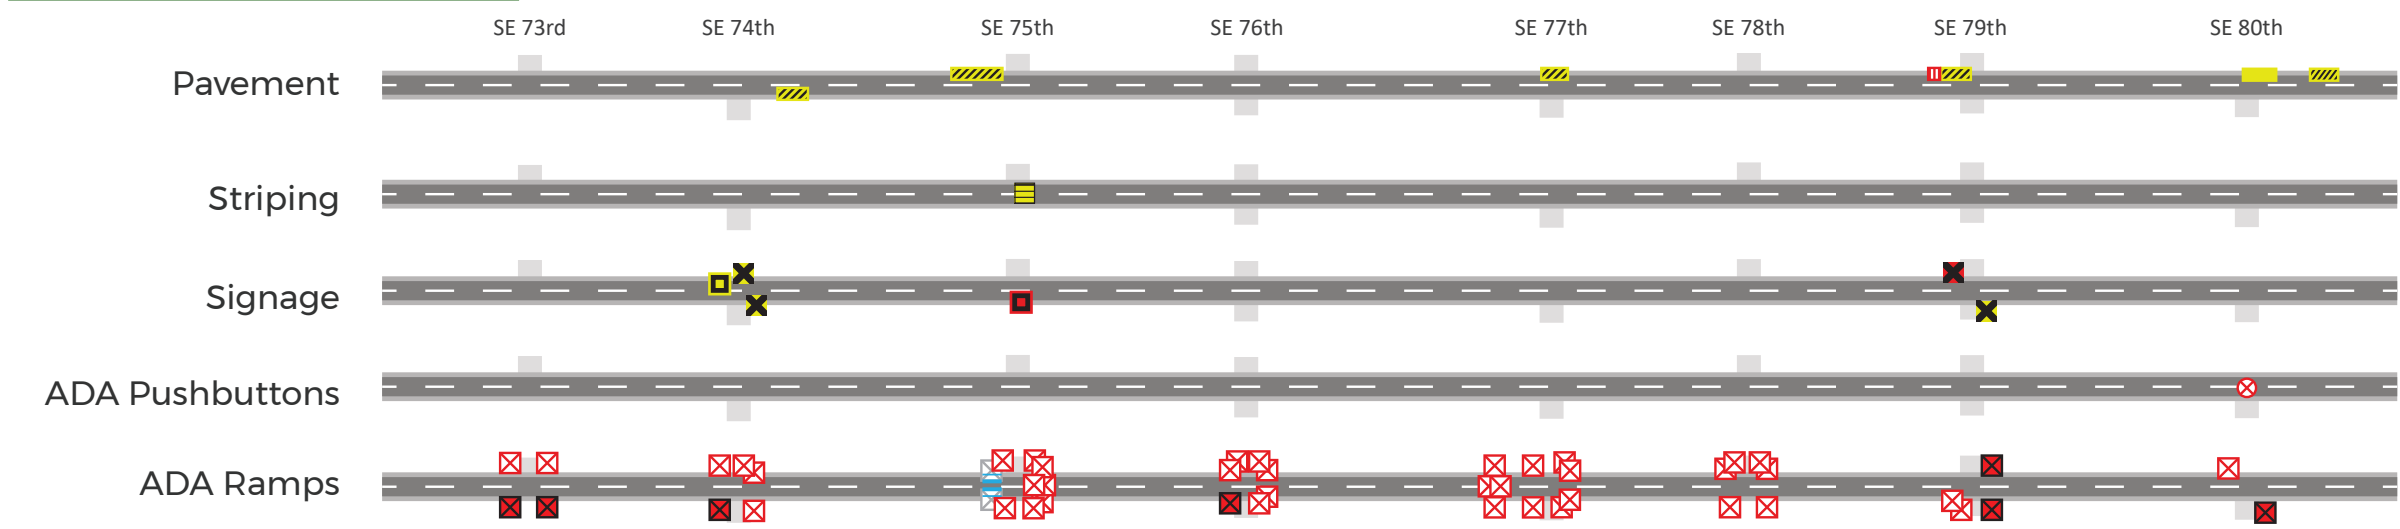 SE 73rd SE 74th SE 75th SE 76th SE 77th SE 78th SE 79th SE 80th
Pavement
Striping
Signage
ADA Pushbuttons
ADA Ramps